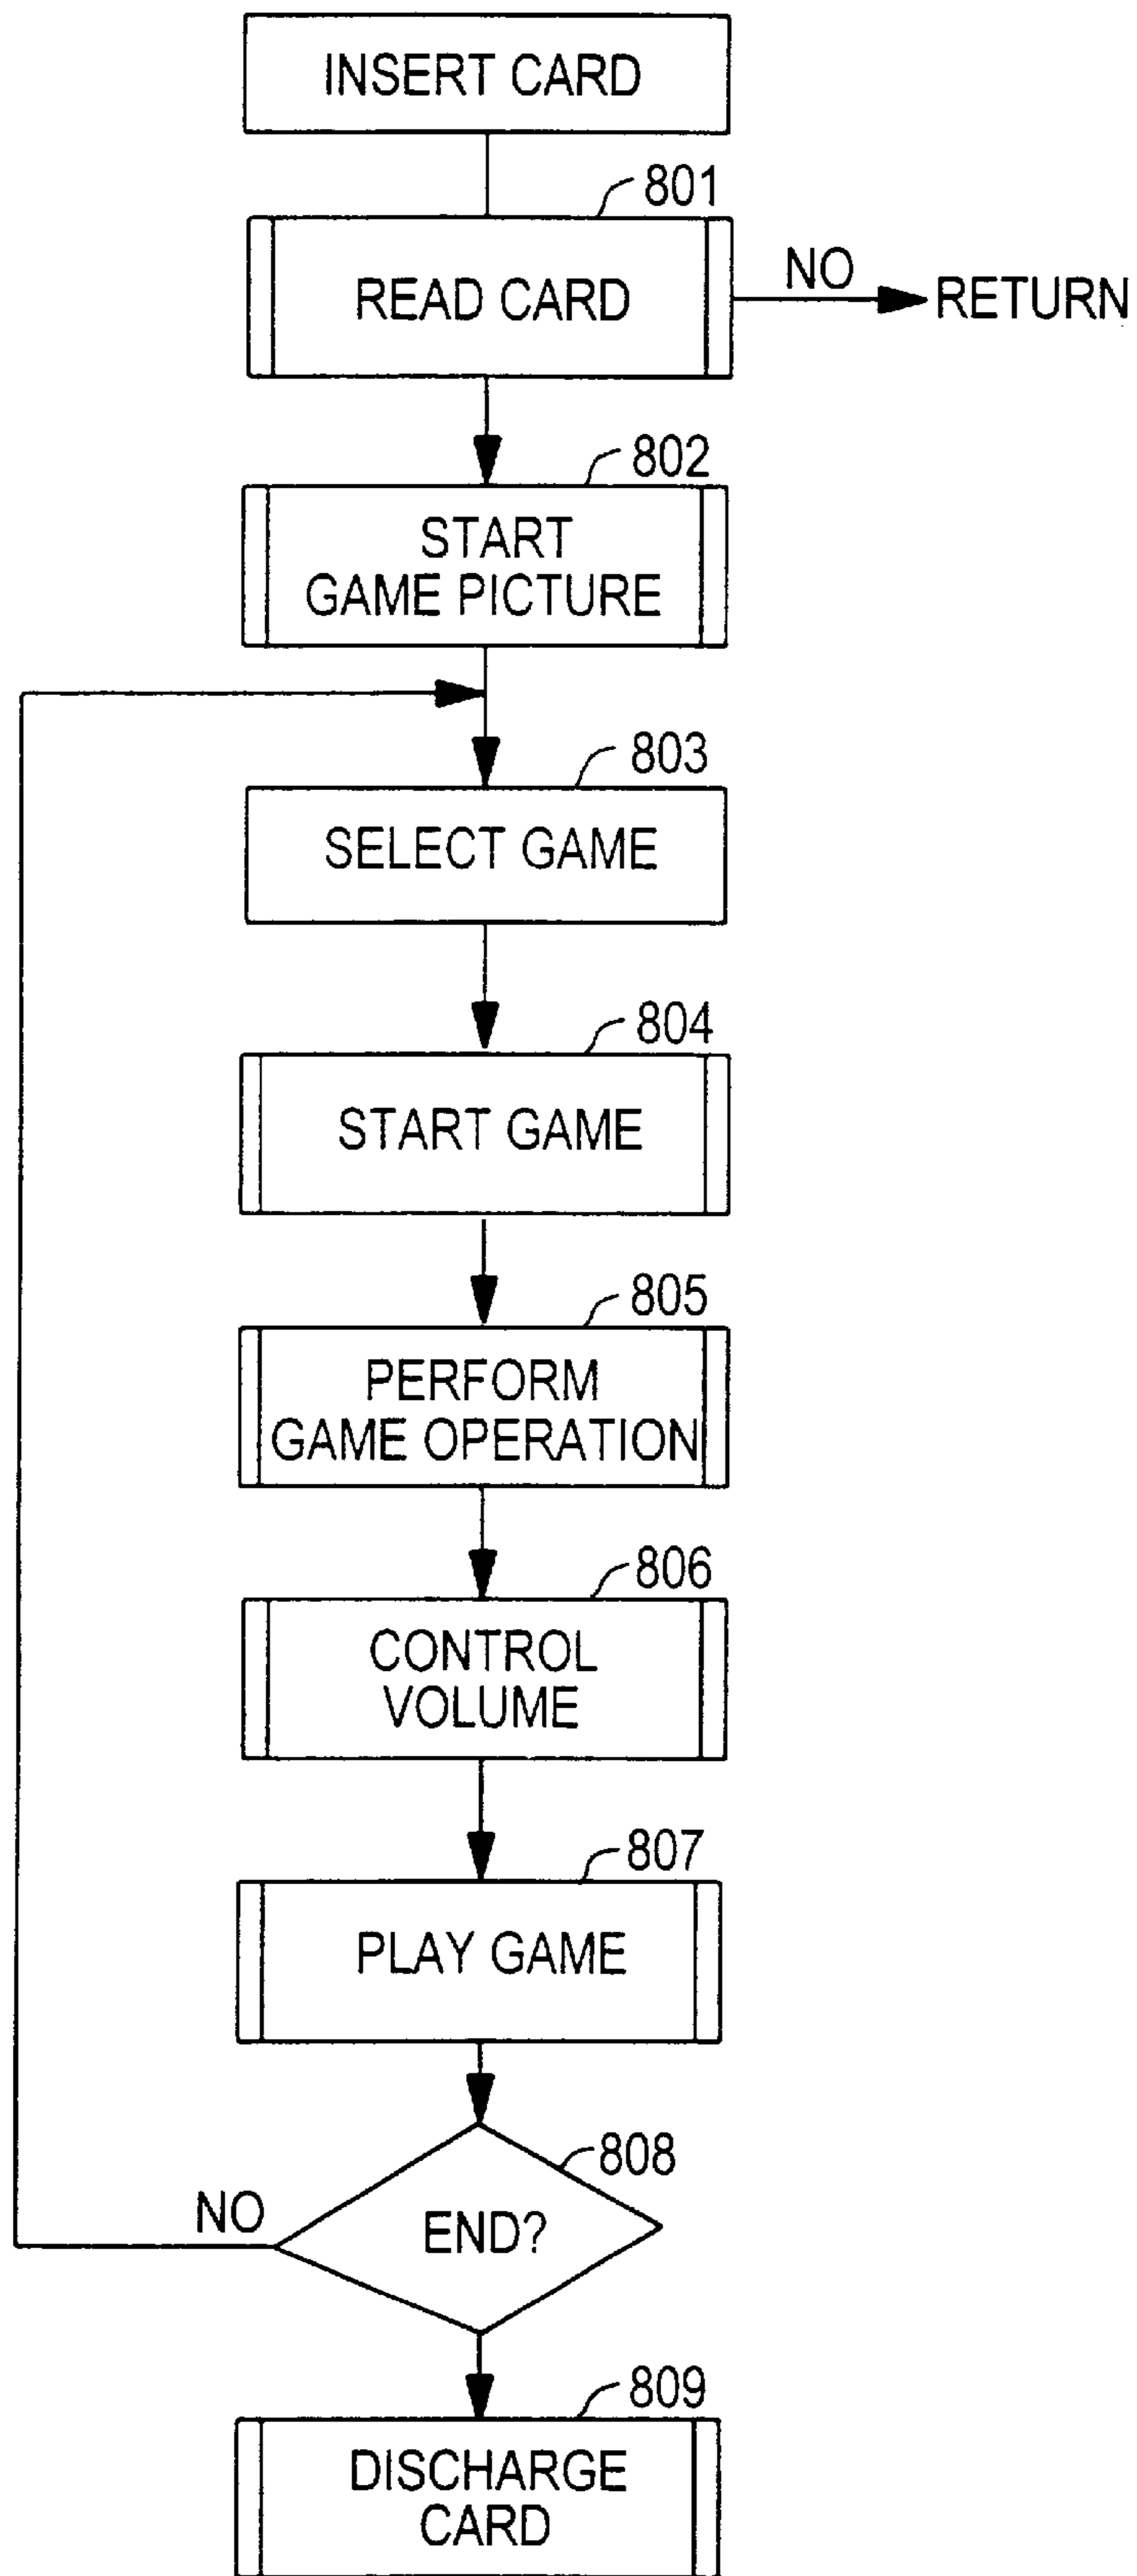 INSERT CARD
801
READ CARD
NO
RETURN
802
START
GAME PICTURE
803
SELECT GAME
804
START GAME
805
PERFORM
GAME OPERATION
806
CONTROL
VOLUME
807
PLAY GAME
808
NO
END?
809
DISCHARGE
CARD